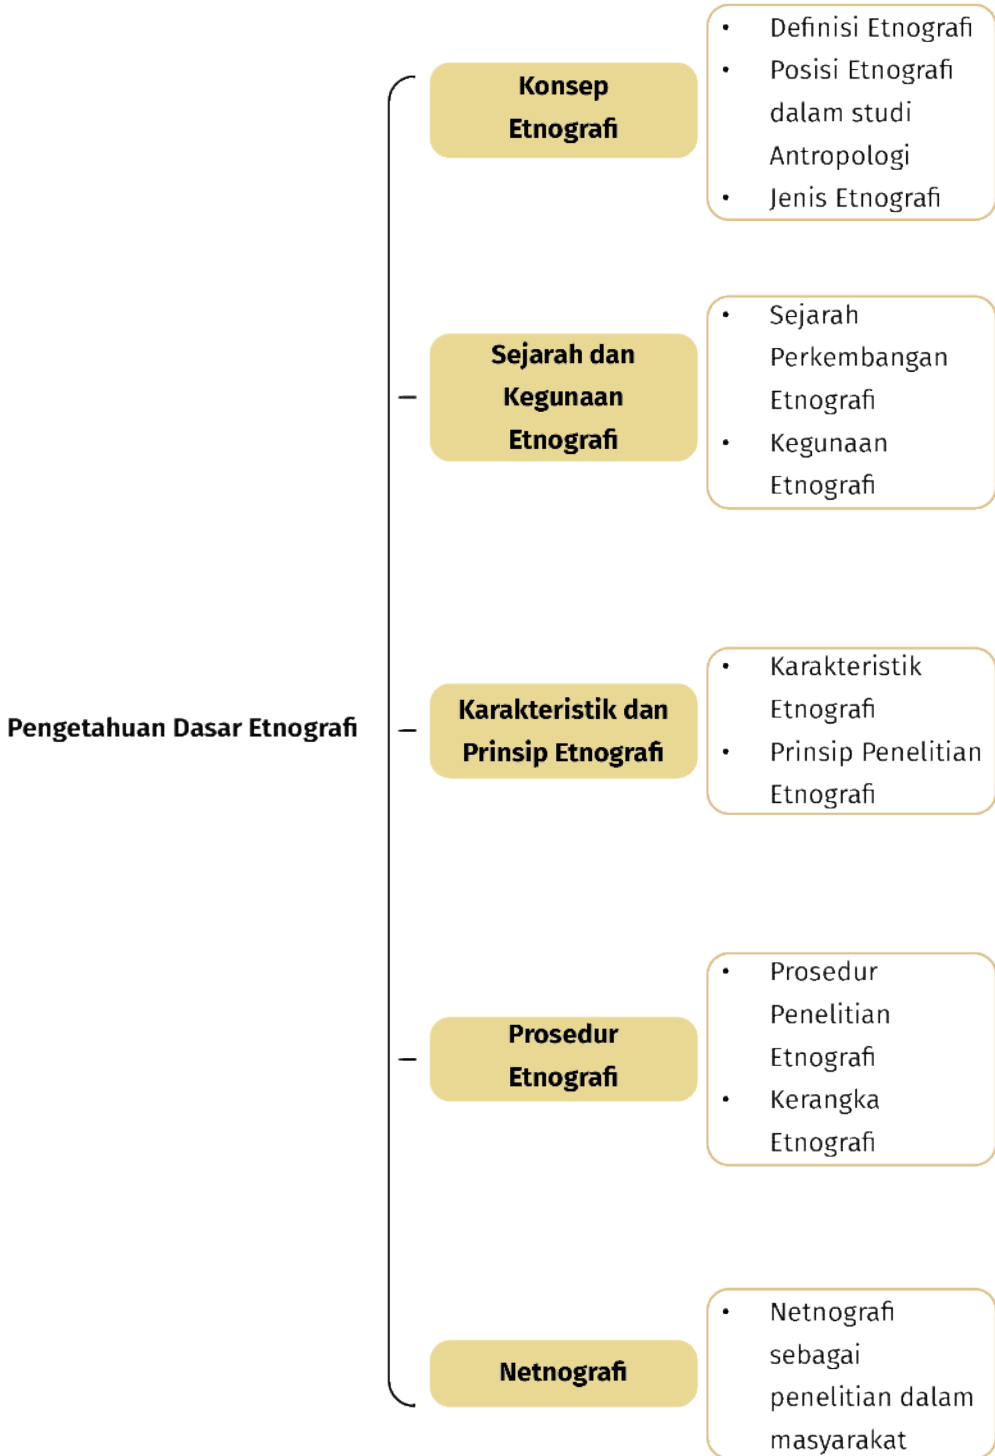 Pengetahuan Dasar Etnografi
Konsep
Etnografi
• Definisi Etnografi
• Posisi Etnografi
dalam studi
Antropologi
• Jenis Etnografi
Sejarah dan
Kegunaan
Etnografi
• Sejarah
Perkembangan
Etnografi
• Kegunaan
Etnografi
Karakteristik dan
Prinsip Etnografi
• Karakteristik
Etnografi
• Prinsip Penelitian
Etnografi
Prosedur
Etnografi
• Prosedur
Penelitian
Etnografi
• Kerangka
Etnografi
Netnografi
• Netnografi
sebagai
penelitian dalam
masyarakat